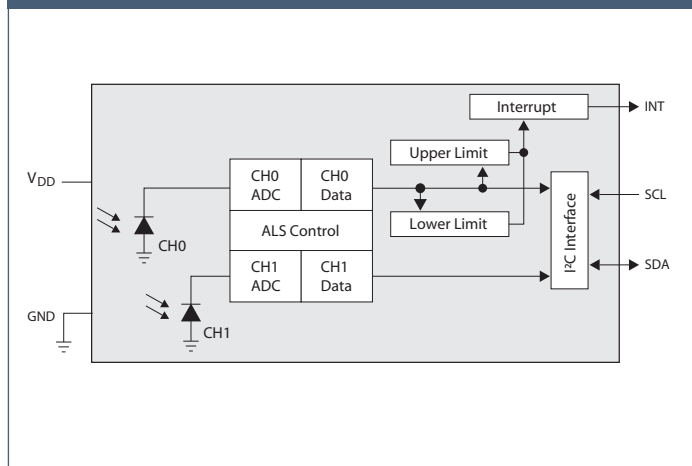 Interrupt
INT
Upper Limit
VDD
CH0 ADC
CH0 Data
SCL
ALS Control
Lower Limit
I²C Interface
CH0
CH1 ADC
CH1 Data
SDA
GND
CH1